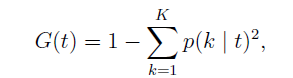 G(t) = 1 − ∑_{k=1}^{K} p(k | t)²,